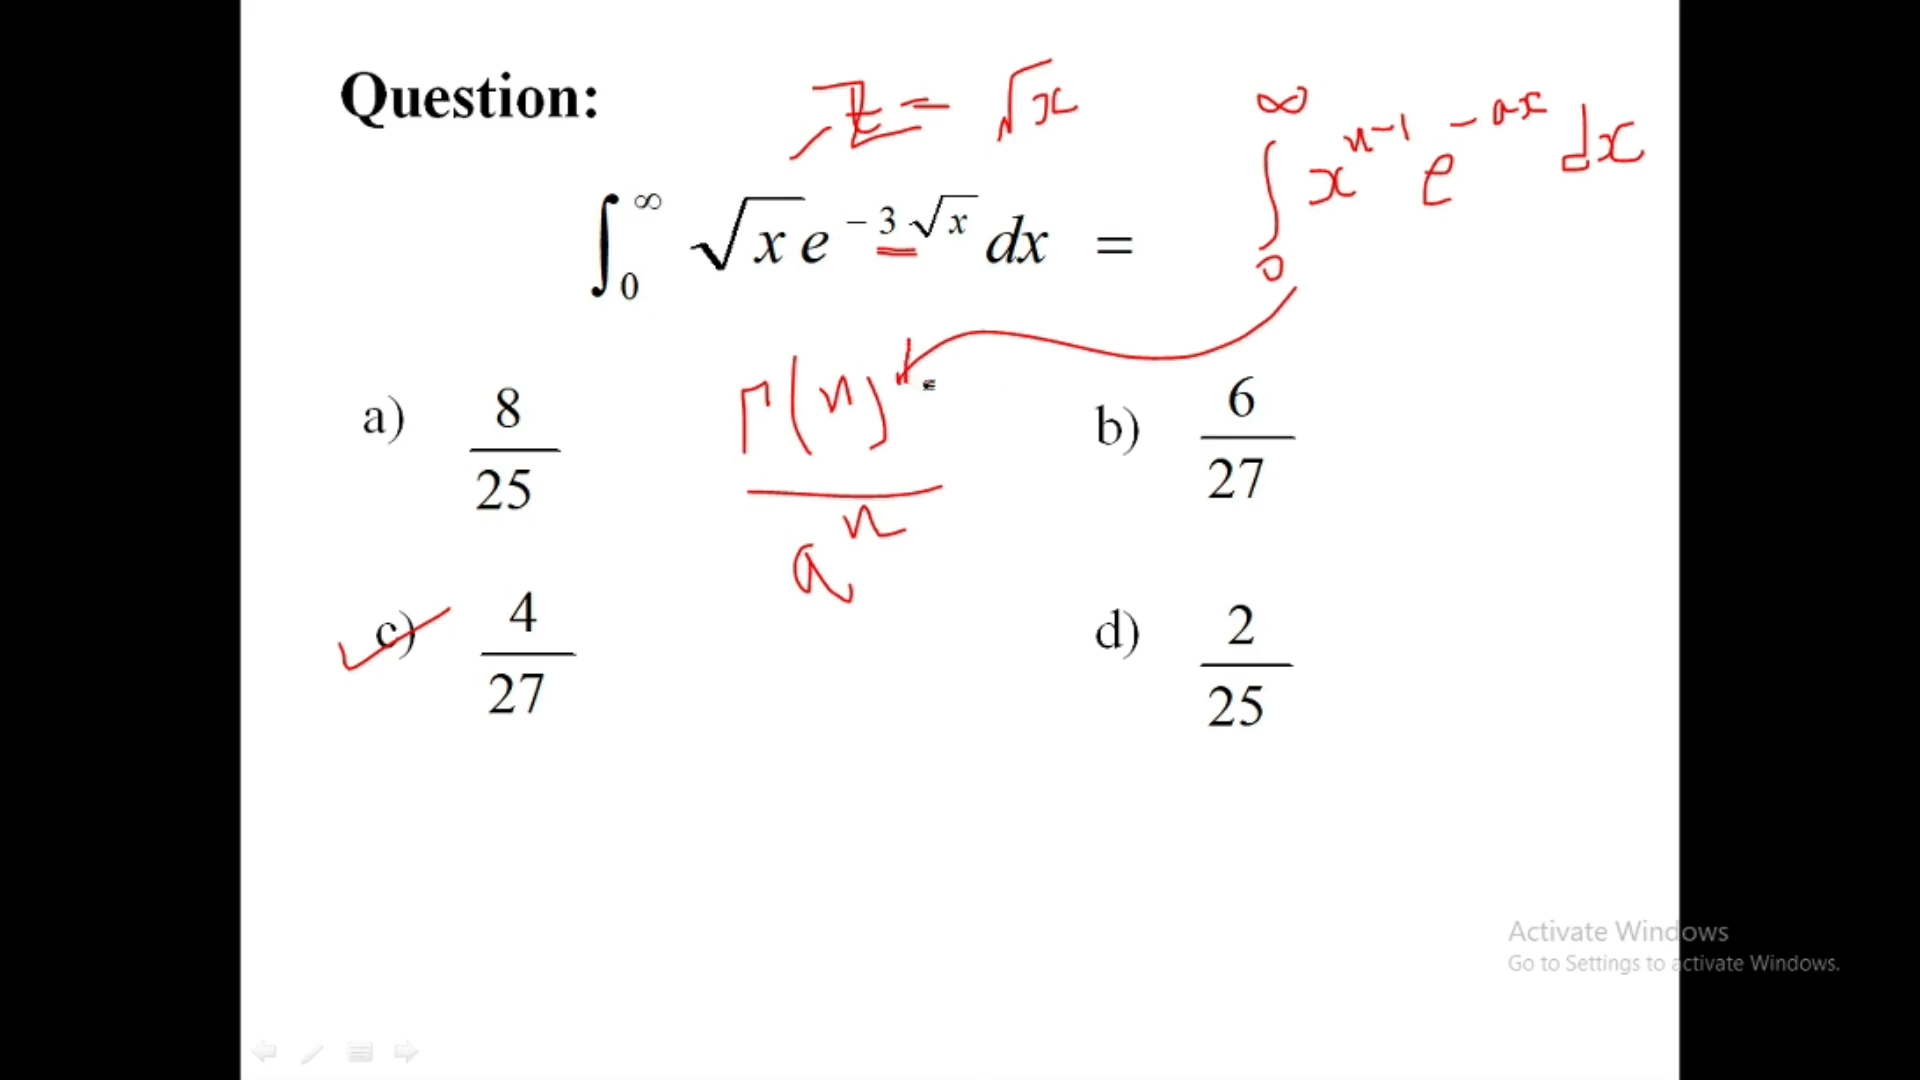 Question:
z = √x
∫₀^∞ x^(n-1) e^(-ax) dx
∫₀^∞ √x e^(-3√x) dx =
a) 8/25
Γ(n)
b) 6/27
a^n
c) 4/27
d) 2/25
Activate Windows
Go to Settings to activate Windows.